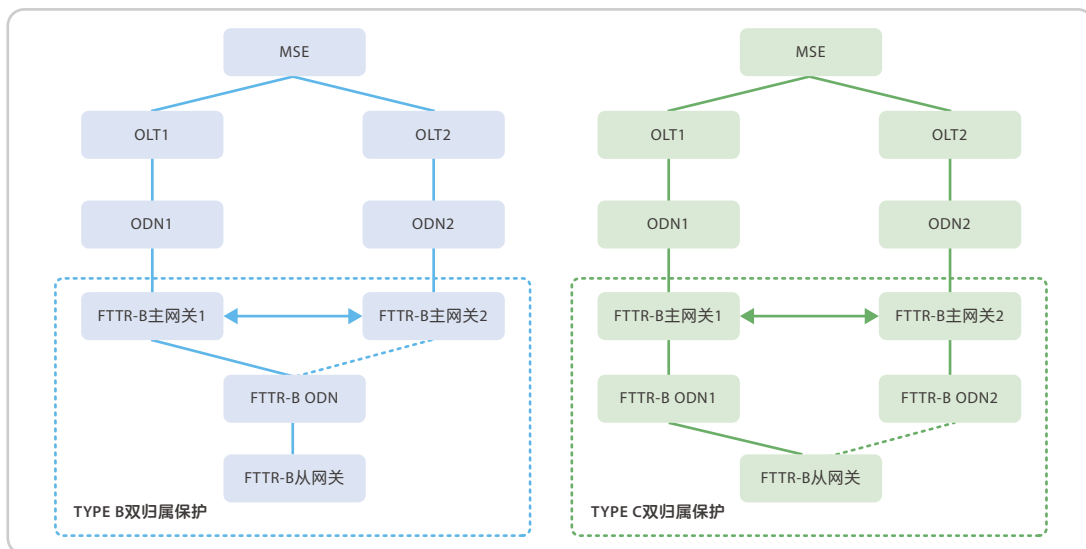 MSE
OLT1
OLT2
ODN1
ODN2
FTTR-B主网关1
FTTR-B主网关2
FTTR-B ODN
FTTR-B从网关
TYPE B双归属保护
MSE
OLT1
OLT2
ODN1
ODN2
FTTR-B主网关1
FTTR-B主网关2
FTTR-B ODN1
FTTR-B ODN2
FTTR-B从网关
TYPE C双归属保护